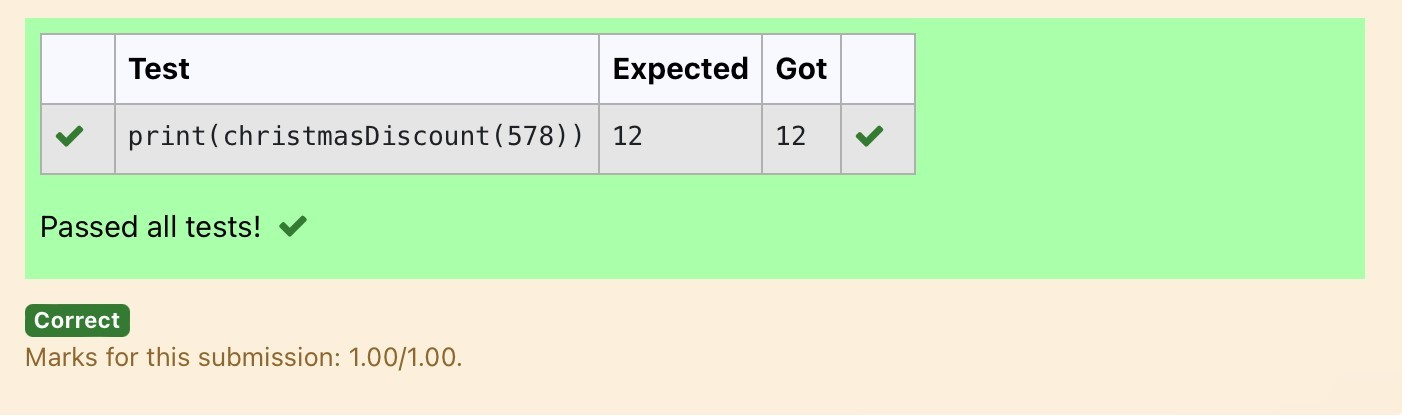 Test Expected Got
print(christmasDiscount(578)) 12 12
Passed all tests!
Correct
Marks for this submission: 1.00/1.00.